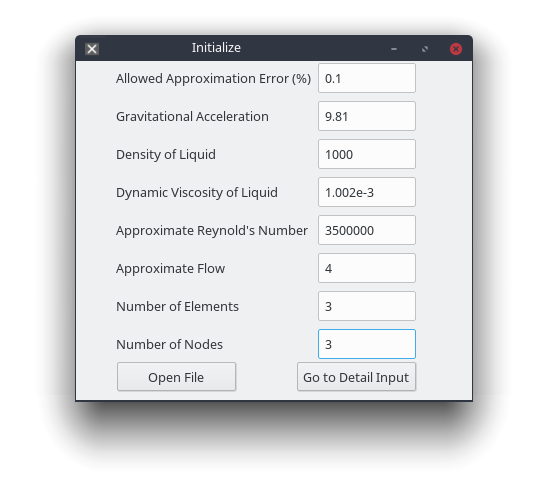 Initialize
Allowed Approximation Error (%) 0.1
Gravitational Acceleration 9.81
Density of Liquid 1000
Dynamic Viscosity of Liquid 1.002e-3
Approximate Reynold's Number 3500000
Approximate Flow 4
Number of Elements 3
Number of Nodes 3
Open File Go to Detail Input